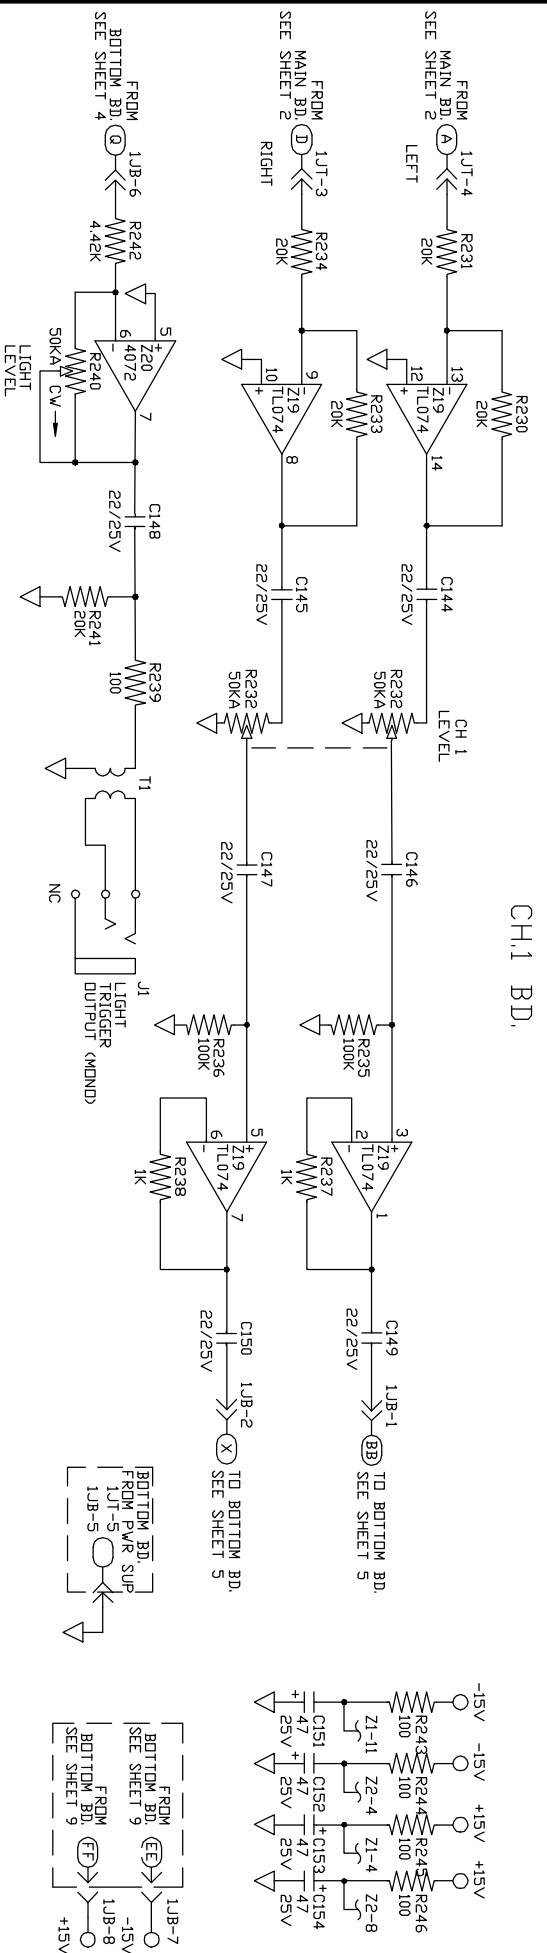 CH.1 BD.
FROM
MAIN BD.
SEE SHEET 2
A
1JT-4
LEFT
R231
20K
R230
20K
13
12
Z19
TL074
14
C144
22/25V
CH 1
LEVEL
R232
50KA
C146
22/25V
R235
100K
3
2
Z19
TL074
1
R237
1K
C149
22/25V
1JB-1
BB
TO BOTTOM BD.
SEE SHEET 5
FROM
MAIN BD.
SEE SHEET 2
D
1JT-3
RIGHT
R234
20K
R233
20K
9
10
Z19
TL074
8
C145
22/25V
R232
50KA
C147
22/25V
R236
100K
5
6
Z19
TL074
7
R238
1K
C150
22/25V
1JB-2
X
TO BOTTOM BD.
SEE SHEET 5
FROM
BOTTOM BD.
SEE SHEET 4
Q
1JB-6
R242
4.42K
5
6
Z20
4072
7
R240
50KA
CW
LIGHT
LEVEL
C148
22/25V
R241
20K
R239
100
T1
NC
J1
LIGHT
TRIGGER
OUTPUT (MONO)
BOTTOM BD.
FROM PWR SUP
1JT-5
1JB-5
-15V
R243
100
Z1-11
C151
47
25V
-15V
R244
100
Z2-4
C152
47
25V
+15V
R245
100
Z1-4
C153
47
25V
+15V
R246
100
Z2-8
C154
47
25V
FROM
BOTTOM BD.
SEE SHEET 9
EE
1JB-7
-15V
FROM
BOTTOM BD.
SEE SHEET 9
FF
1JB-8
+15V